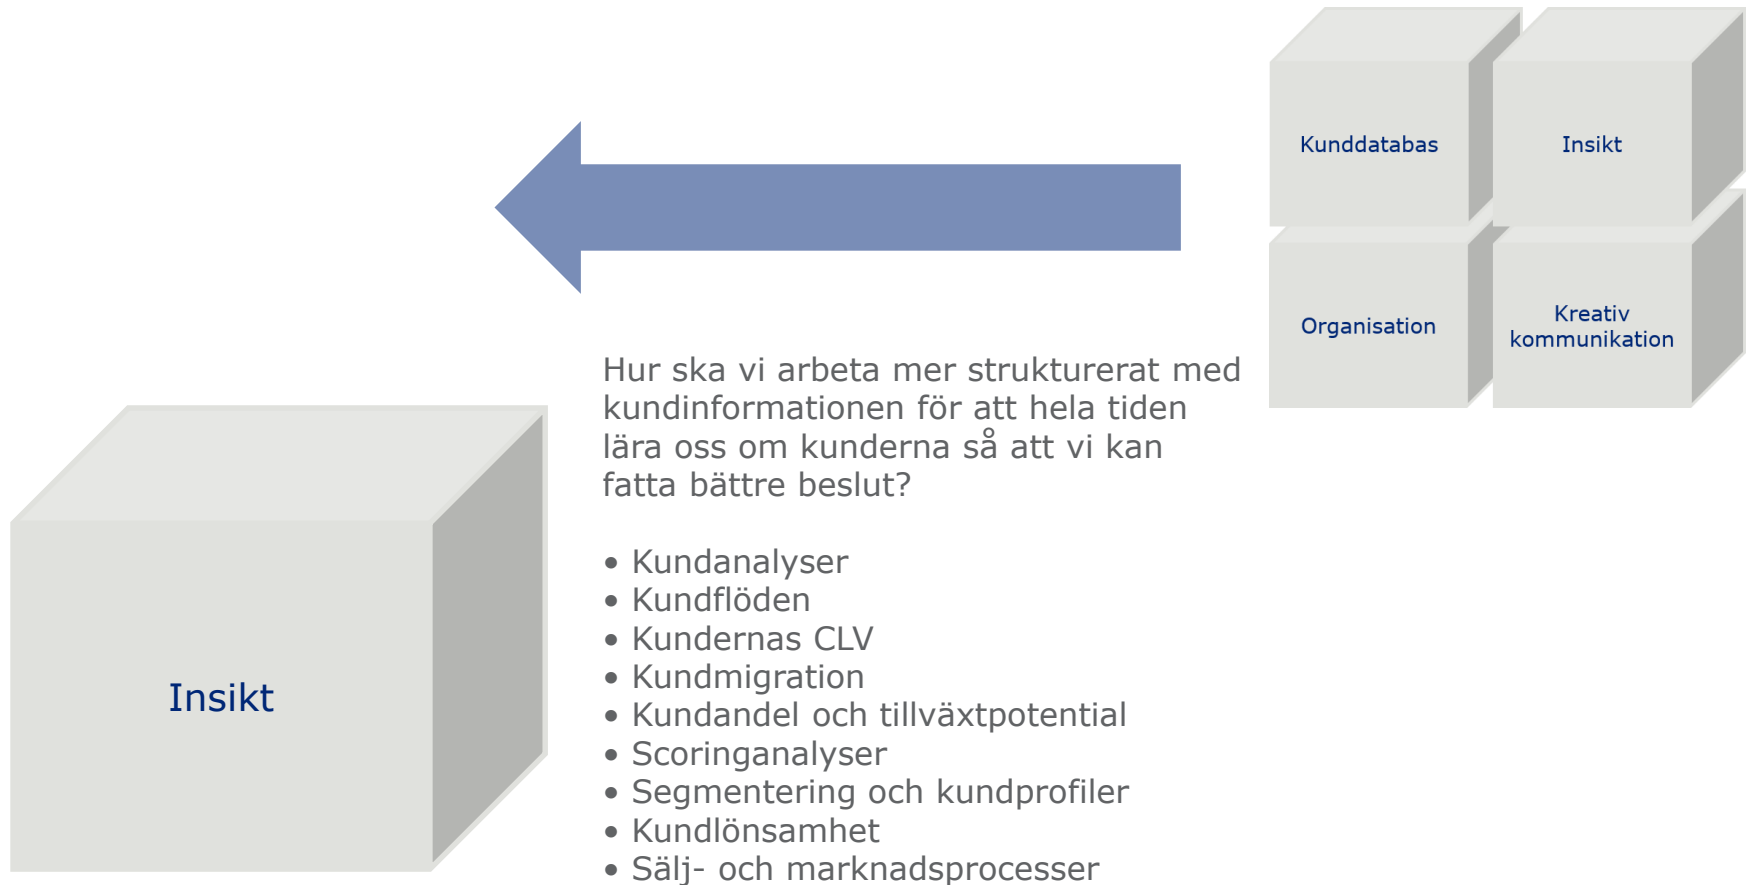 Kunddatabas
Insikt
Organisation
Kreativ
kommunikation
Hur ska vi arbeta mer strukturerat med
kundinformationen för att hela tiden
lära oss om kunderna så att vi kan
fatta bättre beslut?
• Kundanalyser
• Kundflöden
• Kundernas CLV
• Kundmigration
• Kundandel och tillväxtpotential
• Scoringanalyser
• Segmentering och kundprofiler
• Kundlönsamhet
• Sälj- och marknadsprocesser
Insikt